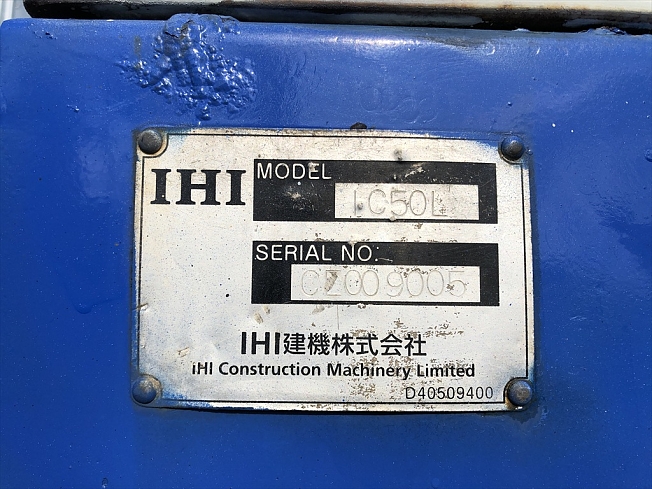 IHI
MODEL
IC50L
SERIAL NO.
CZ009005
IHI建機株式会社
IHI Construction Machinery Limited
D40509400